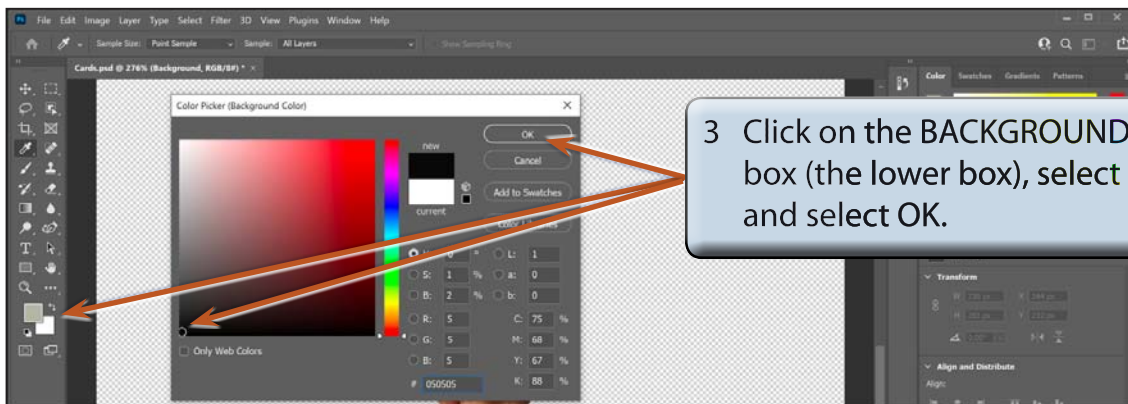 Ps File Edit Image Layer Type Select Filter 3D View Plugins Window Help
Sample Size: Point Sample Sample: All Layers Show Sampling Ring
Cards.psd @ 276% (Background, RGB/8#) * ×
Color Swatches Gradients Patterns
Color Picker (Background Color)
new
OK
Cancel
Add to Swatches
current
3 Click on the BACKGROUND
box (the lower box), select
and select OK.
L: 1
S: 1 % a: 0
B: 2 % b: 0
R: 5 C: 75 %
G: 5 M: 68 %
B: 5 Y: 67 %
# 050505 K: 88 %
Only Web Colors
Transform
Align and Distribute
Align: